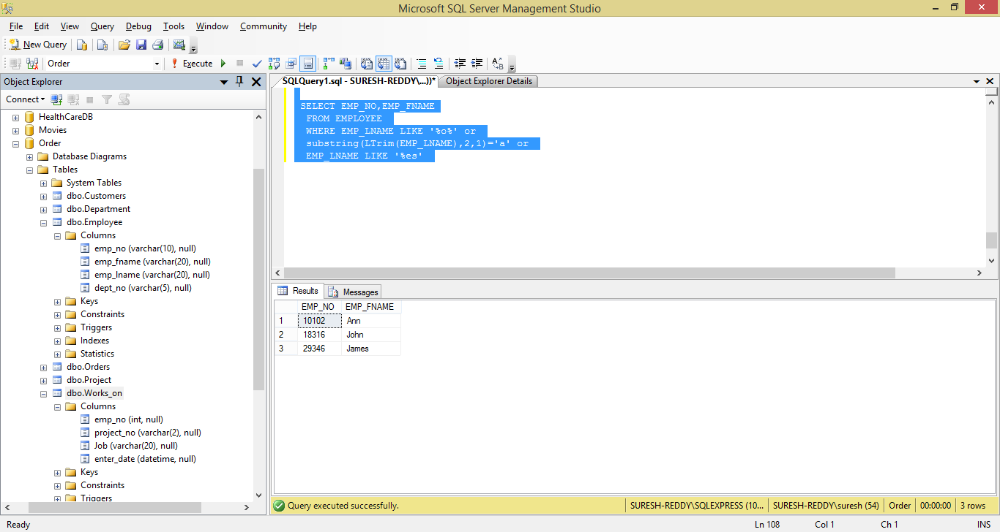 Microsoft SQL Server Management Studio
File Edit View Query Debug Tools Window Community Help
New Query
Order Execute
Object Explorer
Connect
HealthCareDB
Movies
Order
Database Diagrams
Tables
System Tables
dbo.Customers
dbo.Department
dbo.Employee
Columns
emp_no (varchar(10), null)
emp_fname (varchar(20), null)
emp_lname (varchar(20), null)
dept_no (varchar(5), null)
Keys
Constraints
Triggers
Indexes
Statistics
dbo.Orders
dbo.Project
dbo.Works_on
Columns
emp_no (int, null)
project_no (varchar(2), null)
Job (varchar(20), null)
enter_date (datetime, null)
Keys
Constraints
Triggers
SQLQuery1.sql - SURESH-REDDY\...))* Object Explorer Details
SELECT EMP_NO,EMP_FNAME
FROM EMPLOYEE
WHERE EMP_LNAME LIKE '%o%' or
substring(LTrim(EMP_LNAME),2,1)='a' or
EMP_LNAME LIKE '%es'
Results Messages
EMP_NO EMP_FNAME
1 10102 Ann
2 18316 John
3 29346 James
Query executed successfully. SURESH-REDDY\SQLEXPRESS (10... SURESH-REDDY\suresh (54) Order 00:00:00 3 rows
Ready Ln 108 Col 1 Ch 1 INS